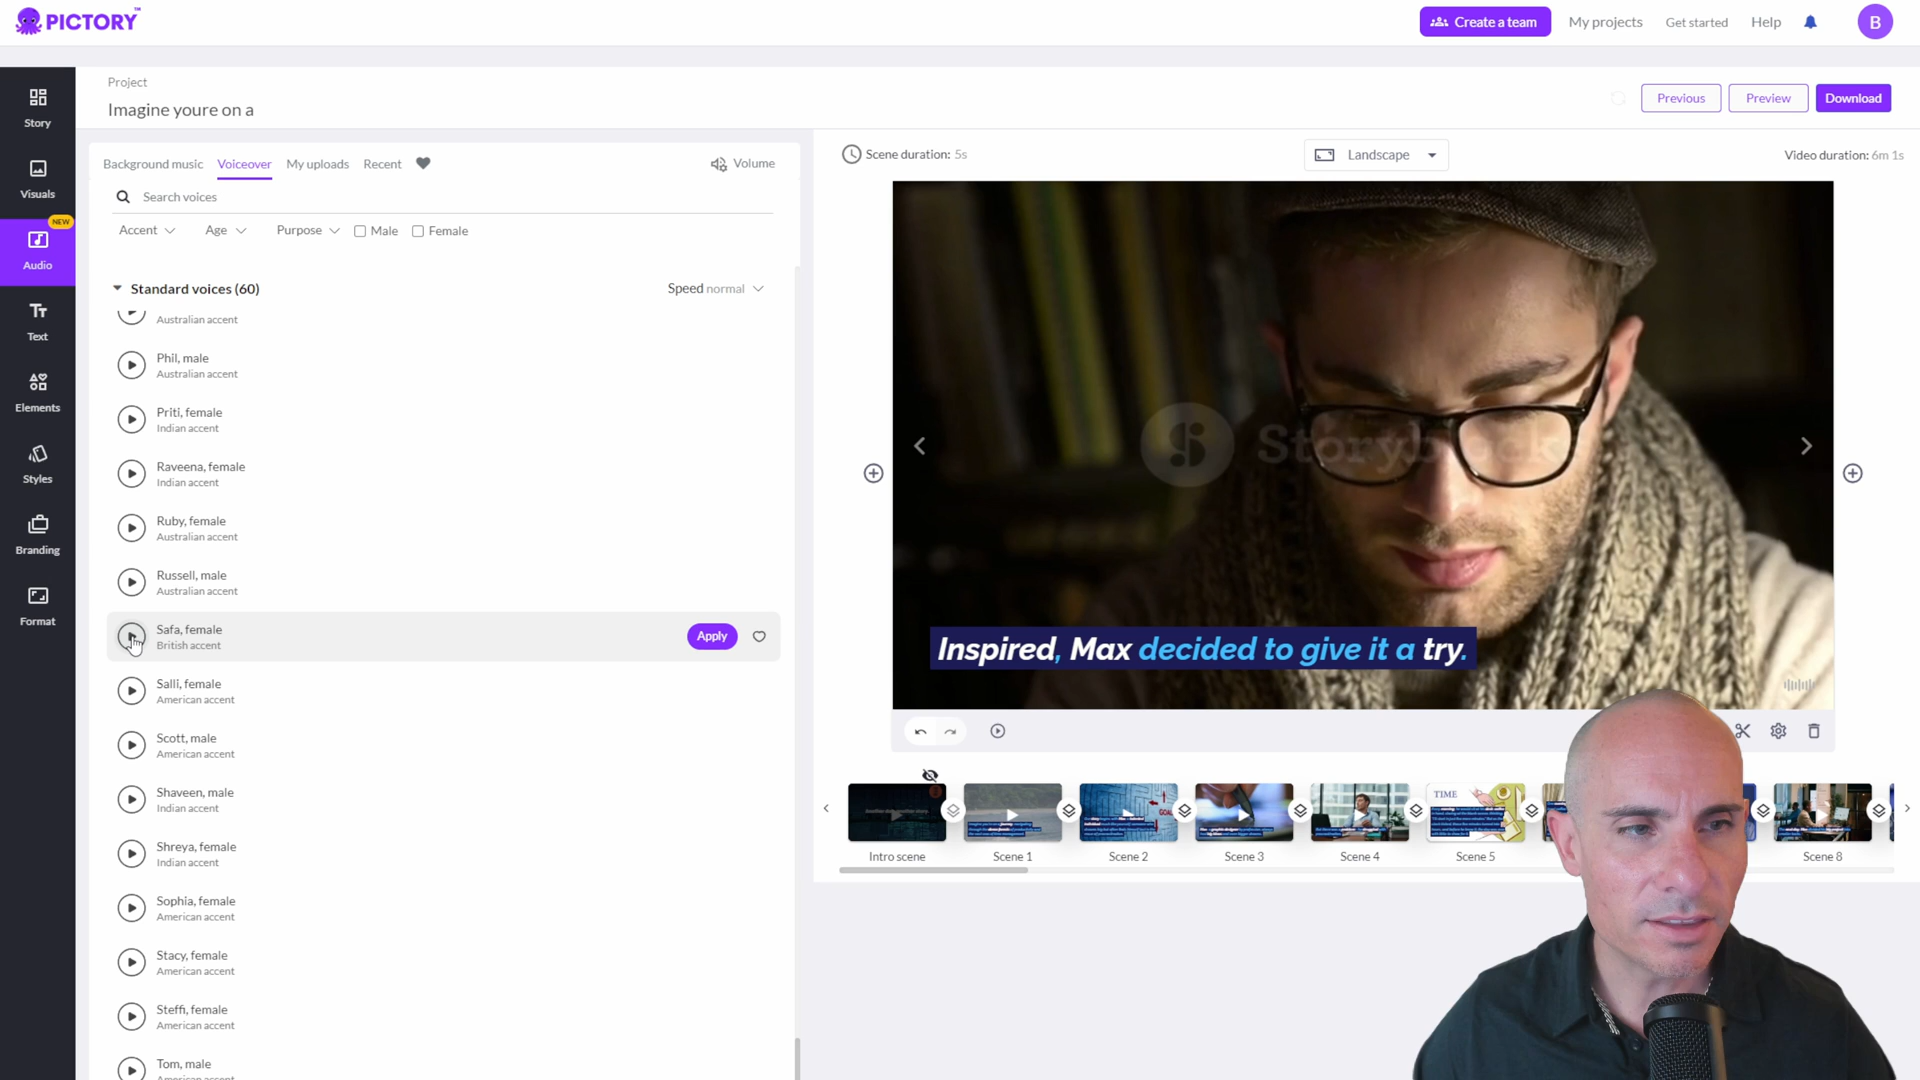 PICTORY
Create a team
My projects
Get started
Help
B
Project
Imagine youre on a
Previous
Preview
Download
Story
Visuals
NEW
Audio
Text
Elements
Styles
Branding
Format
Background music
Voiceover
My uploads
Recent
Volume
Search voices
Accent
Age
Purpose
Male
Female
Standard voices (60)
Speed normal
Australian accent
Phil, male
Australian accent
Priti, female
Indian accent
Raveena, female
Indian accent
Ruby, female
Australian accent
Russell, male
Australian accent
Safa, female
British accent
Apply
Salli, female
American accent
Scott, male
American accent
Shaveen, male
Indian accent
Shreya, female
Indian accent
Sophia, female
American accent
Stacy, female
American accent
Steffi, female
American accent
Tom, male
American accent
Scene duration: 5s
Landscape
Video duration: 6m 1s
Storyblocks
Inspired, Max decided to give it a try.
GOAL
TIME
Intro scene
Scene 1
Scene 2
Scene 3
Scene 4
Scene 5
Scene 8